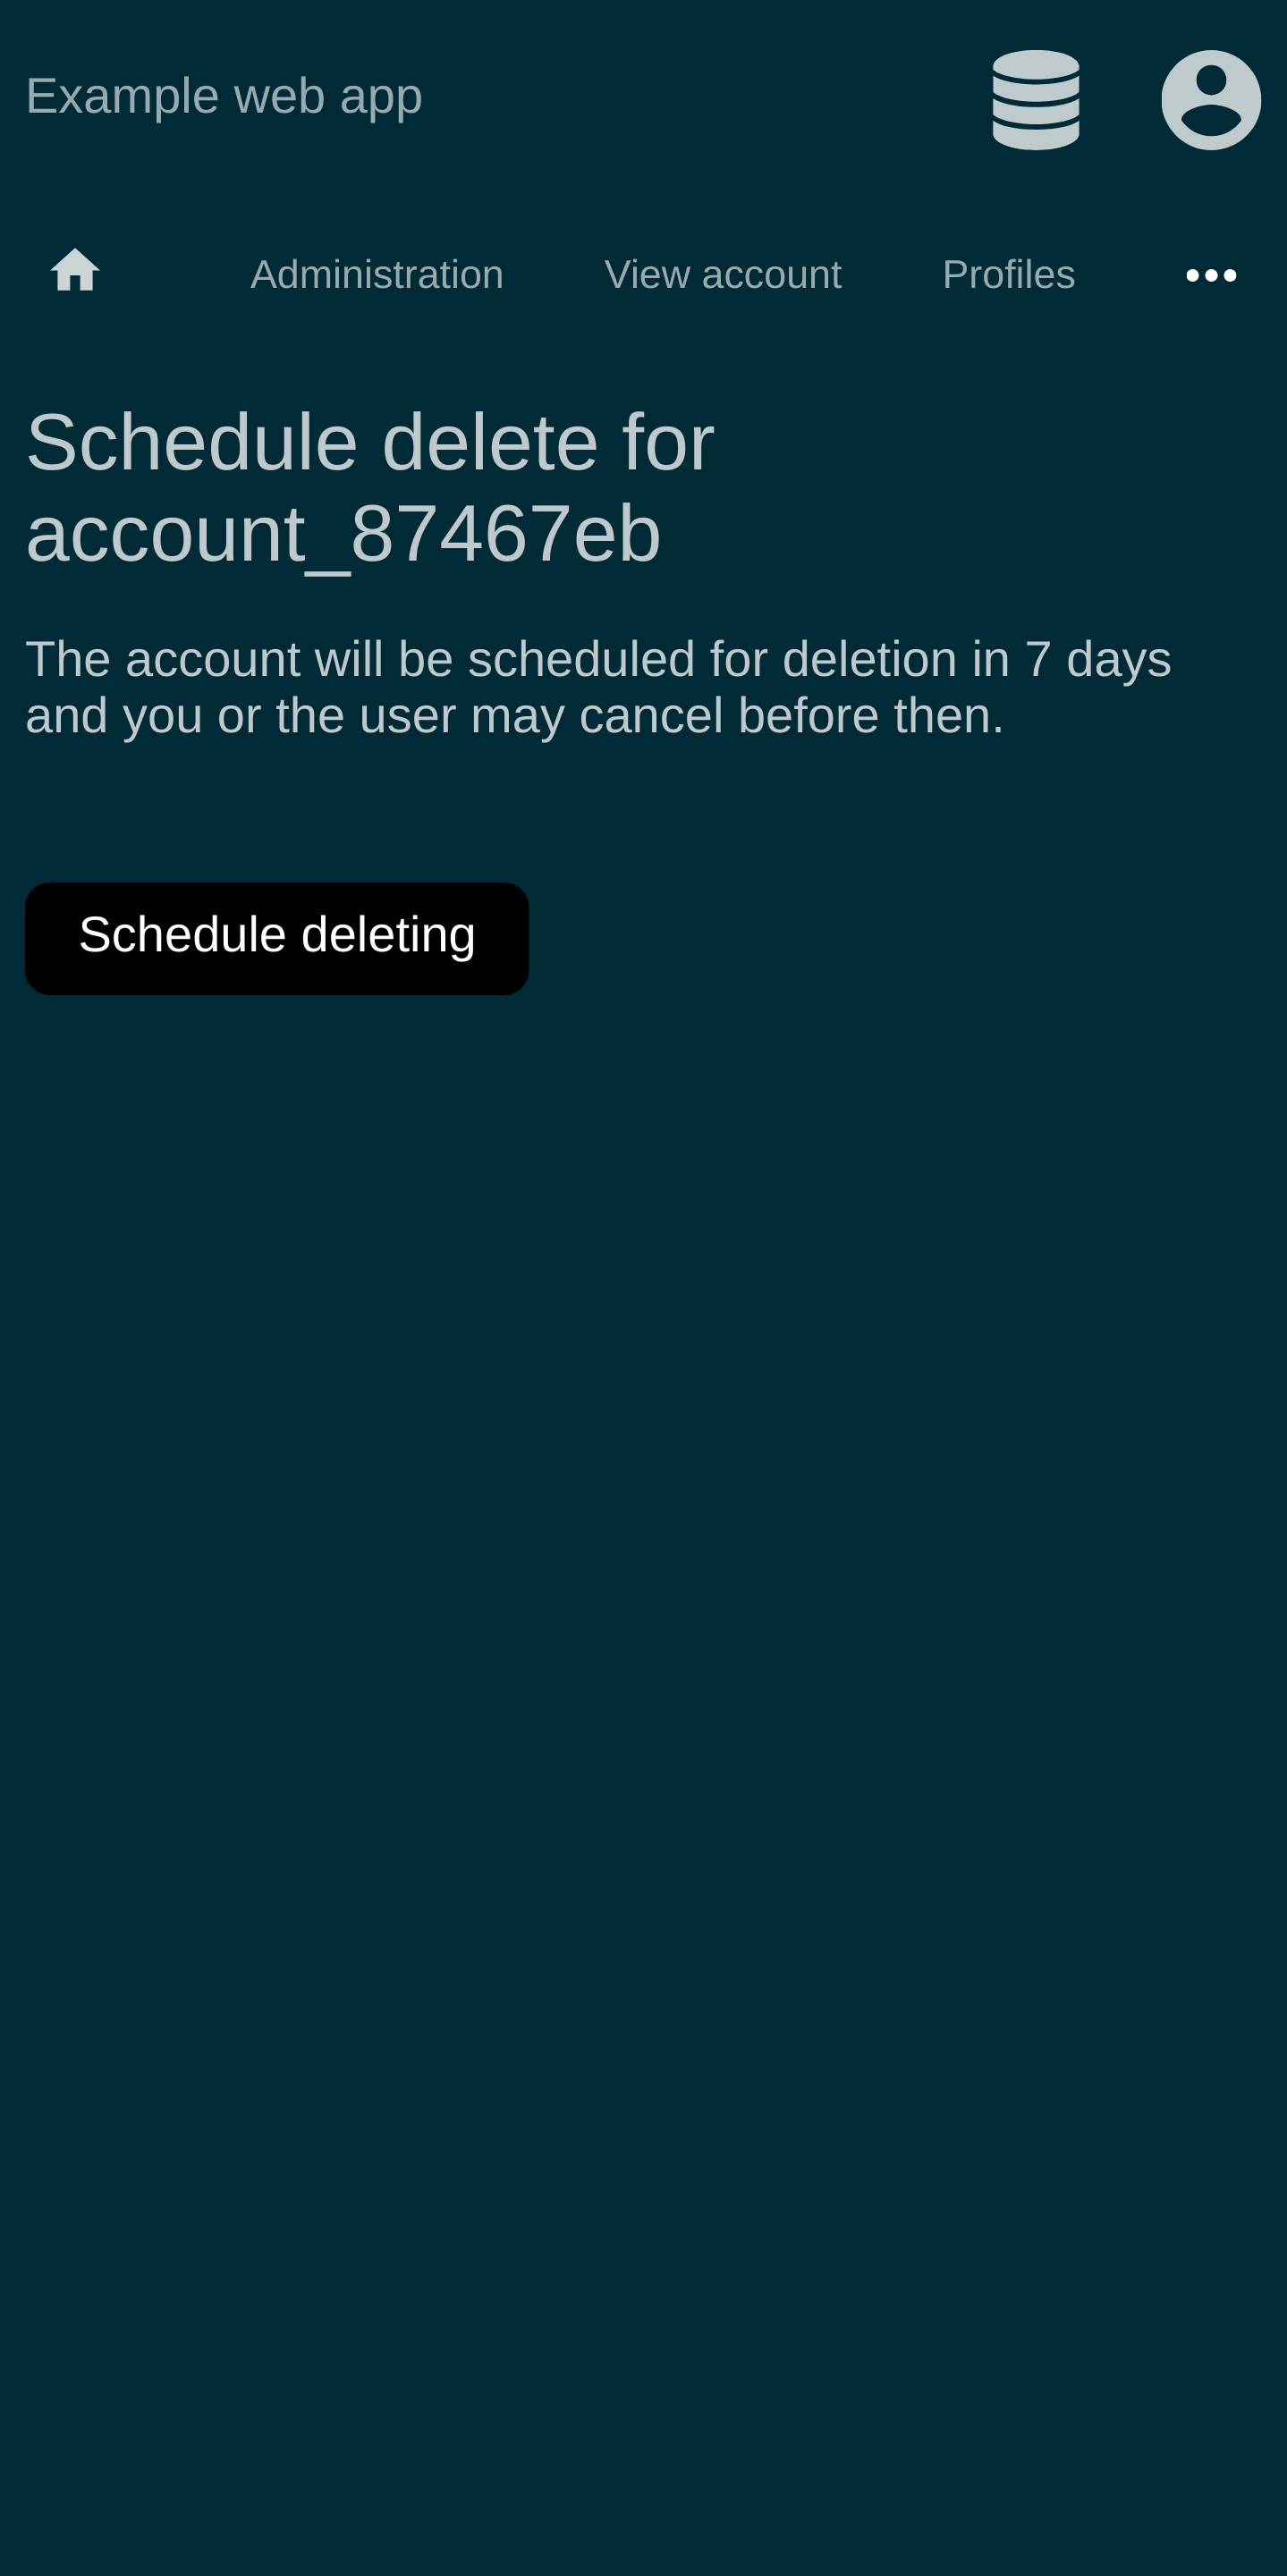 Example web app
Administration View account Profiles
Schedule delete for
account_87467eb
The account will be scheduled for deletion in 7 days
and you or the user may cancel before then.
Schedule deleting